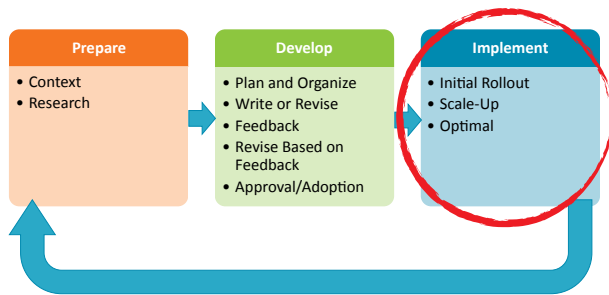 Prepare
• Context
• Research
Develop
• Plan and Organize
• Write or Revise
• Feedback
• Revise Based on
Feedback
• Approval/Adoption
Implement
• Initial Rollout
• Scale-Up
• Optimal